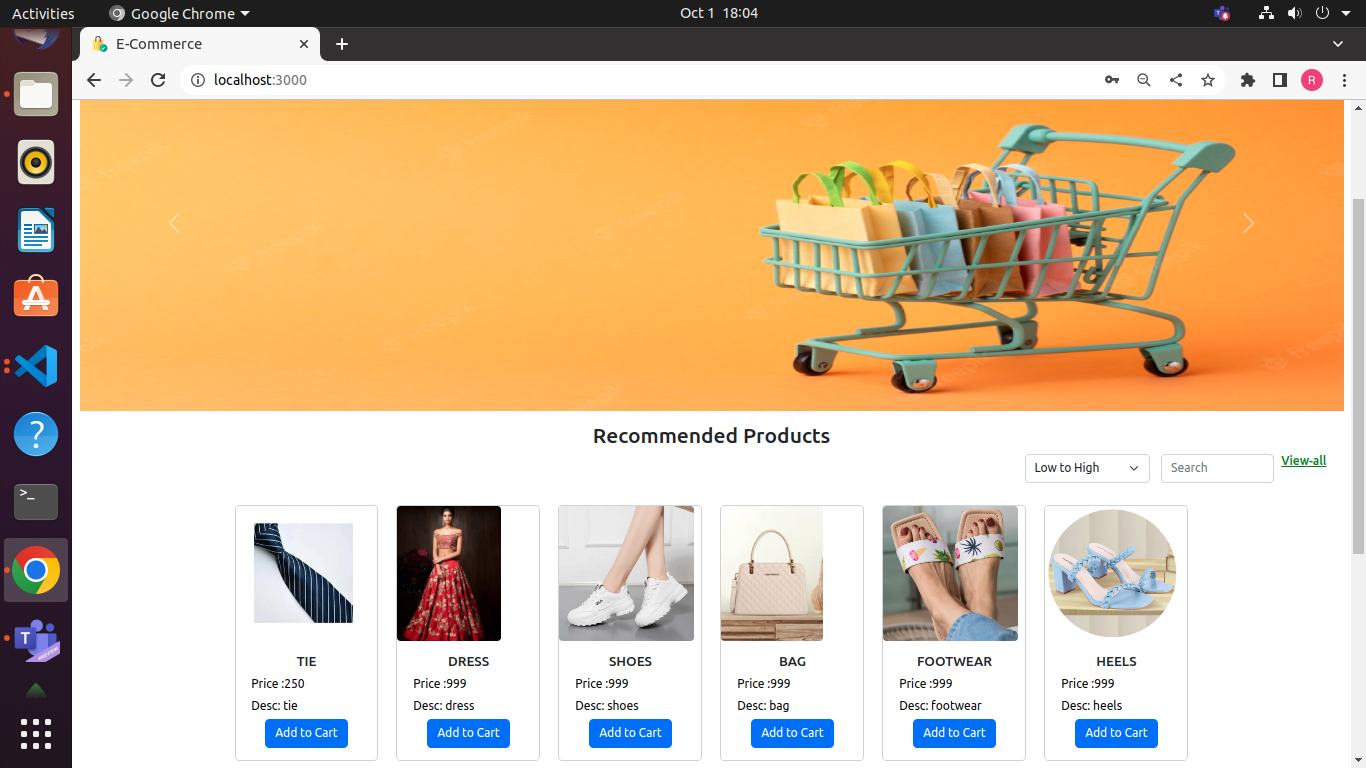 Activities Google Chrome Oct 1 18:04
E-Commerce
localhost:3000 R
freepik
Recommended Products
Low to High Search View-all
TIE DRESS SHOES BAG FOOTWEAR HEELS
Price :250 Price :999 Price :999 Price :999 Price :999 Price :999
Desc: tie Desc: dress Desc: shoes Desc: bag Desc: footwear Desc: heels
Add to Cart Add to Cart Add to Cart Add to Cart Add to Cart Add to Cart